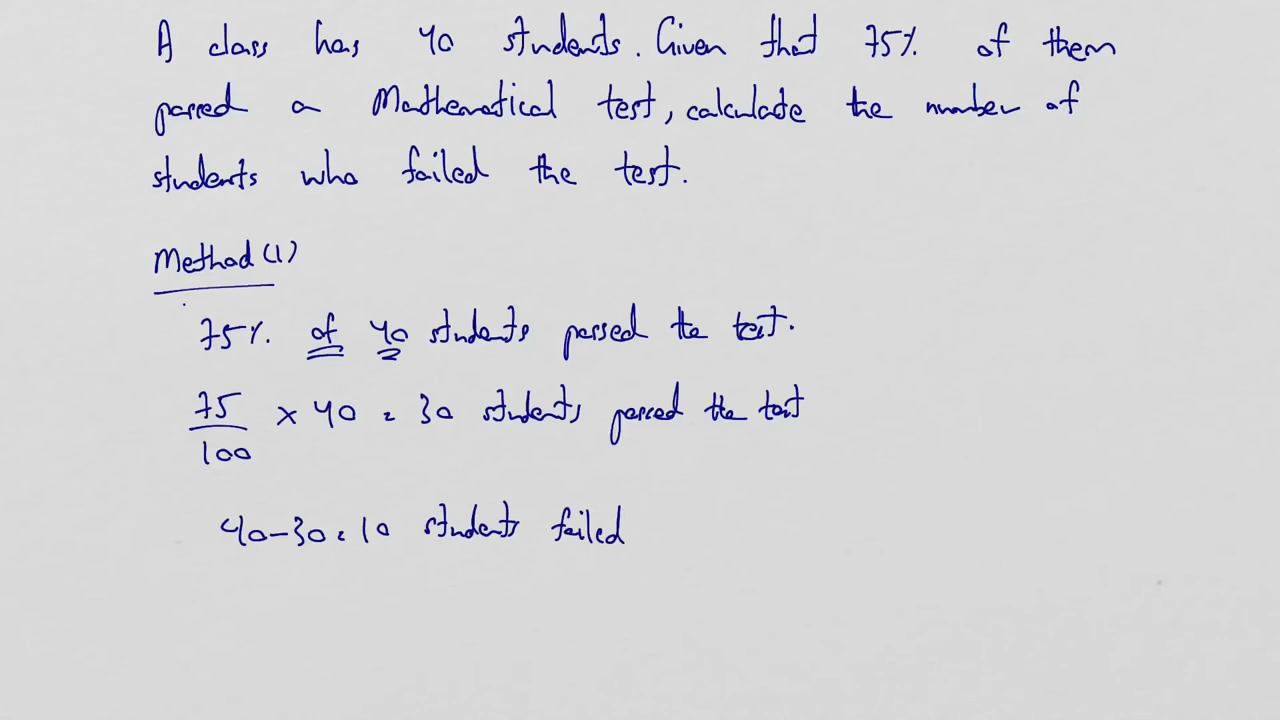 A class has 40 students. Given that 75% of them
passed a Mathematical test, calculate the number of
students who failed the test.
Method (1)
75% of 40 students passed the test.
75/100 × 40 = 30 students passed the test
40-30=10 students failed